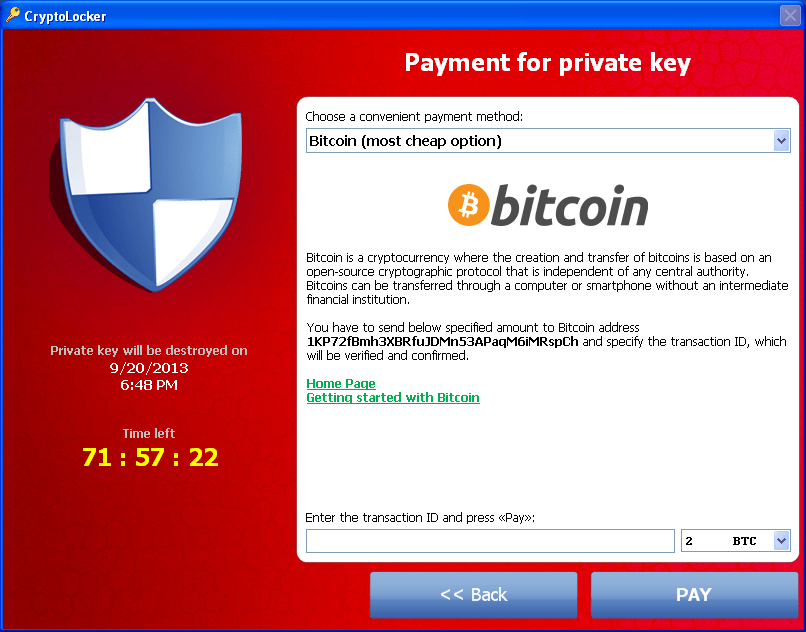 CryptoLocker
Payment for private key
Choose a convenient payment method:
Bitcoin (most cheap option)
bitcoin
Bitcoin is a cryptocurrency where the creation and transfer of bitcoins is based on an
open-source cryptographic protocol that is independent of any central authority.
Bitcoins can be transferred through a computer or smartphone without an intermediate
financial institution.
You have to send below specified amount to Bitcoin address
1KP72fBmh3XBRfuJDMn53APaqM6iMRspCh and specify the transaction ID, which
will be verified and confirmed.
Home Page
Getting started with Bitcoin
Private key will be destroyed on
9/20/2013
6:48 PM
Time left
71 : 57 : 22
Enter the transaction ID and press «Pay»:
2 BTC
<< Back
PAY